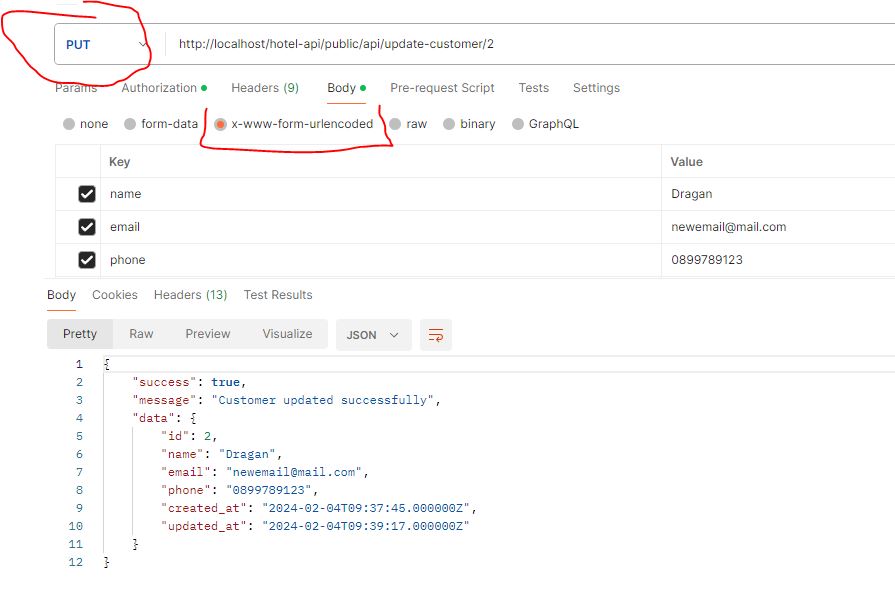 PUT http://localhost/hotel-api/public/api/update-customer/2
Params Authorization Headers (9) Body Pre-request Script Tests Settings
none form-data x-www-form-urlencoded raw binary GraphQL
Key Value
name Dragan
email newemail@mail.com
phone 0899789123
Body Cookies Headers (13) Test Results
Pretty Raw Preview Visualize JSON
1 {
2 "success": true,
3 "message": "Customer updated successfully",
4 "data": {
5 "id": 2,
6 "name": "Dragan",
7 "email": "newemail@mail.com",
8 "phone": "0899789123",
9 "created_at": "2024-02-04T09:37:45.000000Z",
10 "updated_at": "2024-02-04T09:39:17.000000Z"
11 }
12 }